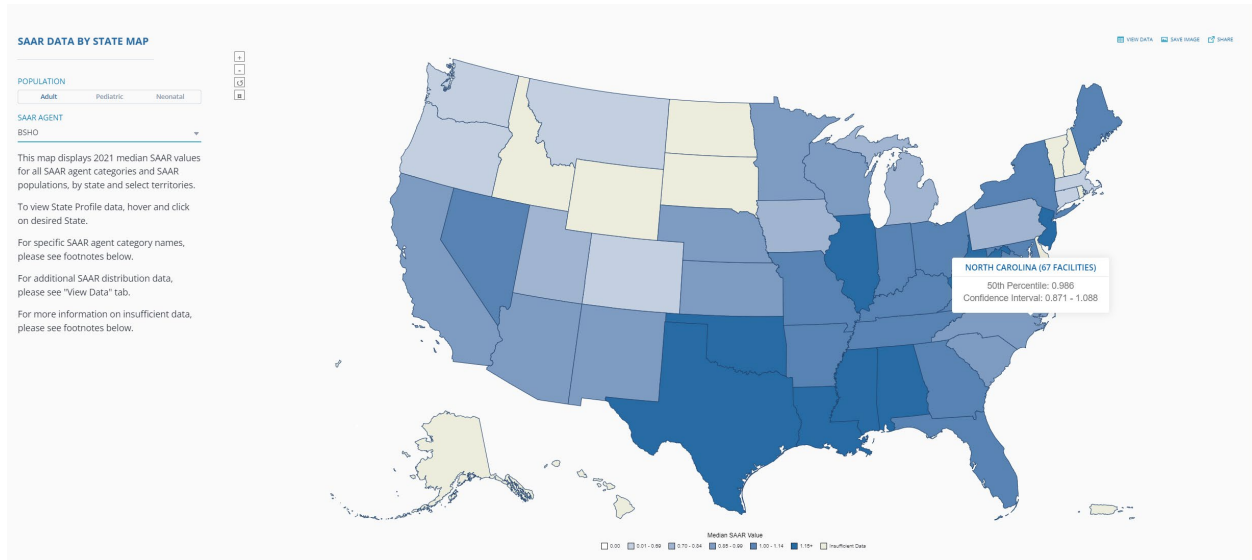 SAAR DATA BY STATE MAP
VIEW DATA
SAVE IMAGE
SHARE
+
-
POPULATION
Adult
Pediatric
Neonatal
SAAR AGENT
BSHO
This map displays 2021 median SAAR values
for all SAAR agent categories and SAAR
populations, by state and select territories.
To view State Profile data, hover and click
on desired State.
For specific SAAR agent category names,
please see footnotes below.
For additional SAAR distribution data,
please see "View Data" tab.
For more information on insufficient data,
please see footnotes below.
NORTH CAROLINA (67 FACILITIES)
50th Percentile: 0.986
Confidence Interval: 0.871 - 1.088
Median SAAR Value
0.00
0.01 - 0.69
0.70 - 0.84
0.85 - 0.99
1.00 - 1.14
1.15+
Insufficient Data